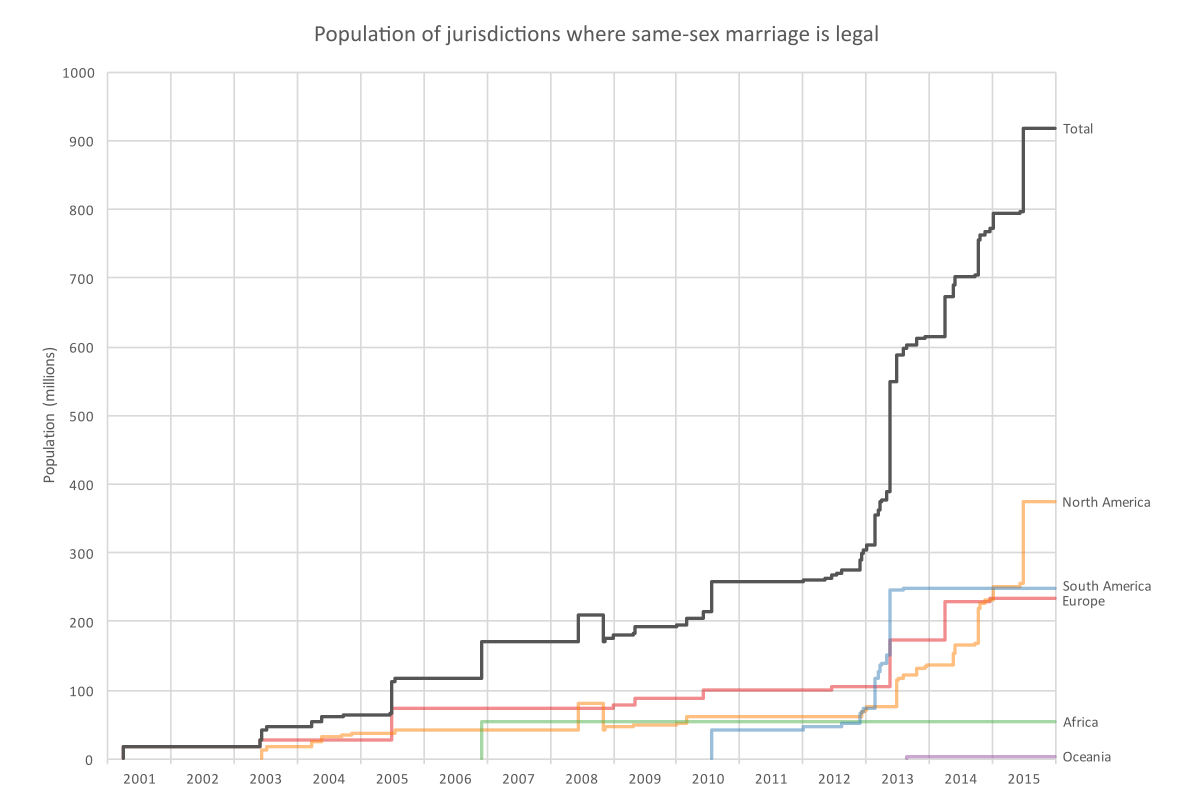 Population of jurisdictions where same-sex marriage is legal
1000
900
800
700
600
500
400
300
200
100
0
Population (millions)
Total
North America
South America
Europe
Africa
Oceania
2001 2002 2003 2004 2005 2006 2007 2008 2009 2010 2011 2012 2013 2014 2015